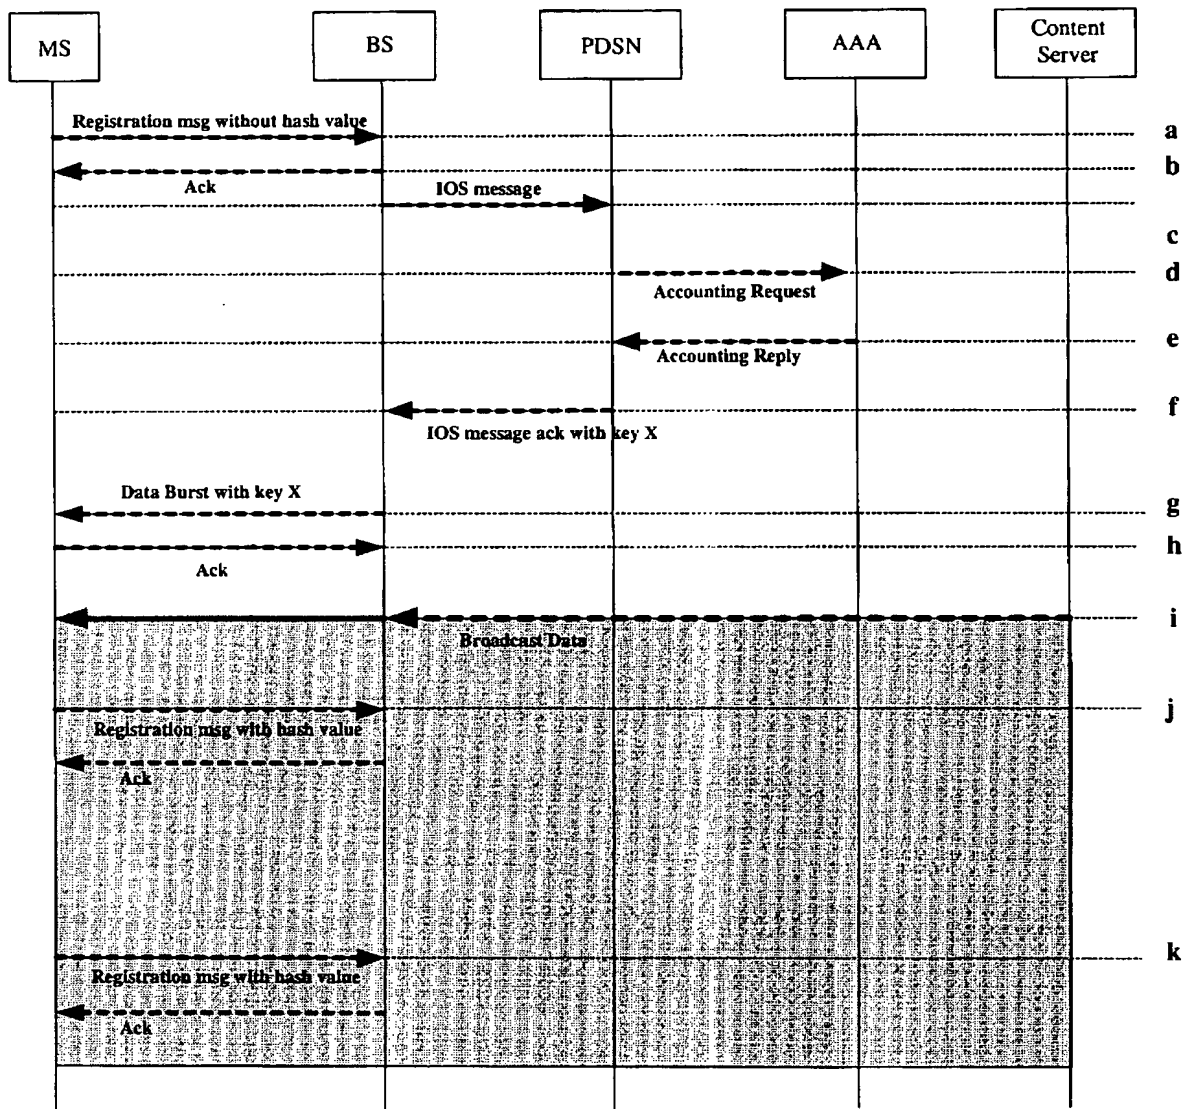 MS
BS
PDSN
AAA
Content
Server
Registration msg without hash value
a
b
Ack
IOS message
c
d
Accounting Request
e
Accounting Reply
f
IOS message ack with key X
Data Burst with key X
g
h
Ack
i
Broadcast Data
j
Registration msg with hash value
Ack
k
Registration msg with hash value
Ack